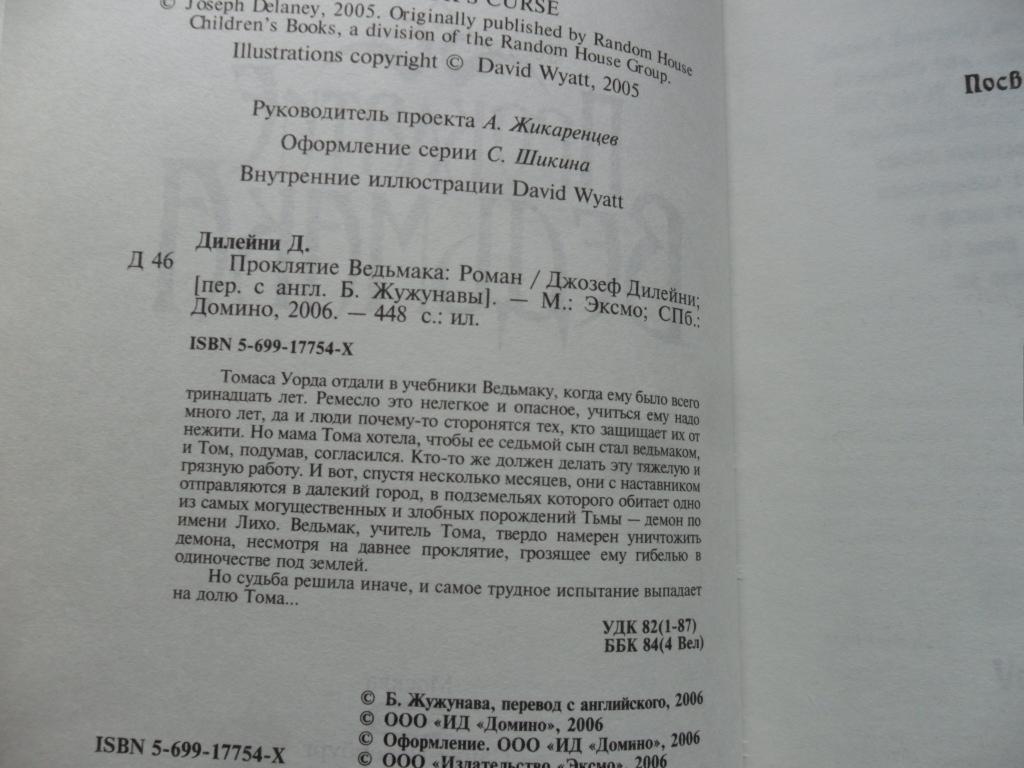 'S CURSE
© Joseph Delaney, 2005. Originally published by Random House
Children's Books, a division of the Random House Group.
Illustrations copyright © David Wyatt, 2005
Руководитель проекта А. Жикаренцев
Оформление серии С. Шикина
Внутренние иллюстрации David Wyatt
Дилейни Д.
Д 46 Проклятие Ведьмака: Роман / Джозеф Дилейни;
[пер. с англ. Б. Жужунавы]. — М.: Эксмо; СПб.:
Домино, 2006. — 448 с.: ил.
ISBN 5-699-17754-X
Томаса Уорда отдали в учебники Ведьмаку, когда ему было всего
тринадцать лет. Ремесло это нелегкое и опасное, учиться ему надо
много лет, да и люди почему-то сторонятся тех, кто защищает их от
нежити. Но мама Тома хотела, чтобы ее седьмой сын стал ведьмаком,
и Том, подумав, согласился. Кто-то же должен делать эту тяжелую и
грязную работу. И вот, спустя несколько месяцев, они с наставником
отправляются в далекий город, в подземельях которого обитает одно
из самых могущественных и злобных порождений Тьмы — демон по
имени Лихо. Ведьмак, учитель Тома, твердо намерен уничтожить
демона, несмотря на давнее проклятие, грозящее ему гибелью в
одиночестве под землей.
Но судьба решила иначе, и самое трудное испытание выпадает
на долю Тома...
УДК 82(1-87)
ББК 84(4 Вел)
© Б. Жужунава, перевод с английского, 2006
© ООО «ИД «Домино», 2006
© Оформление. ООО «ИД «Домино», 2006
ISBN 5-699-17754-X © ООО «Издательство «Эксмо», 2006
Посв